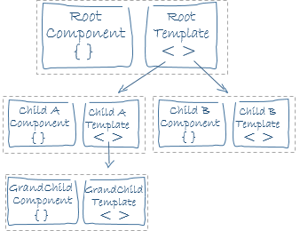 Root Component
{ }
Root Template
< >
Child A Component
{ }
Child A Template
< >
Child B Component
{ }
Child B Template
< >
GrandChild Component
{ }
GrandChild Template
< >